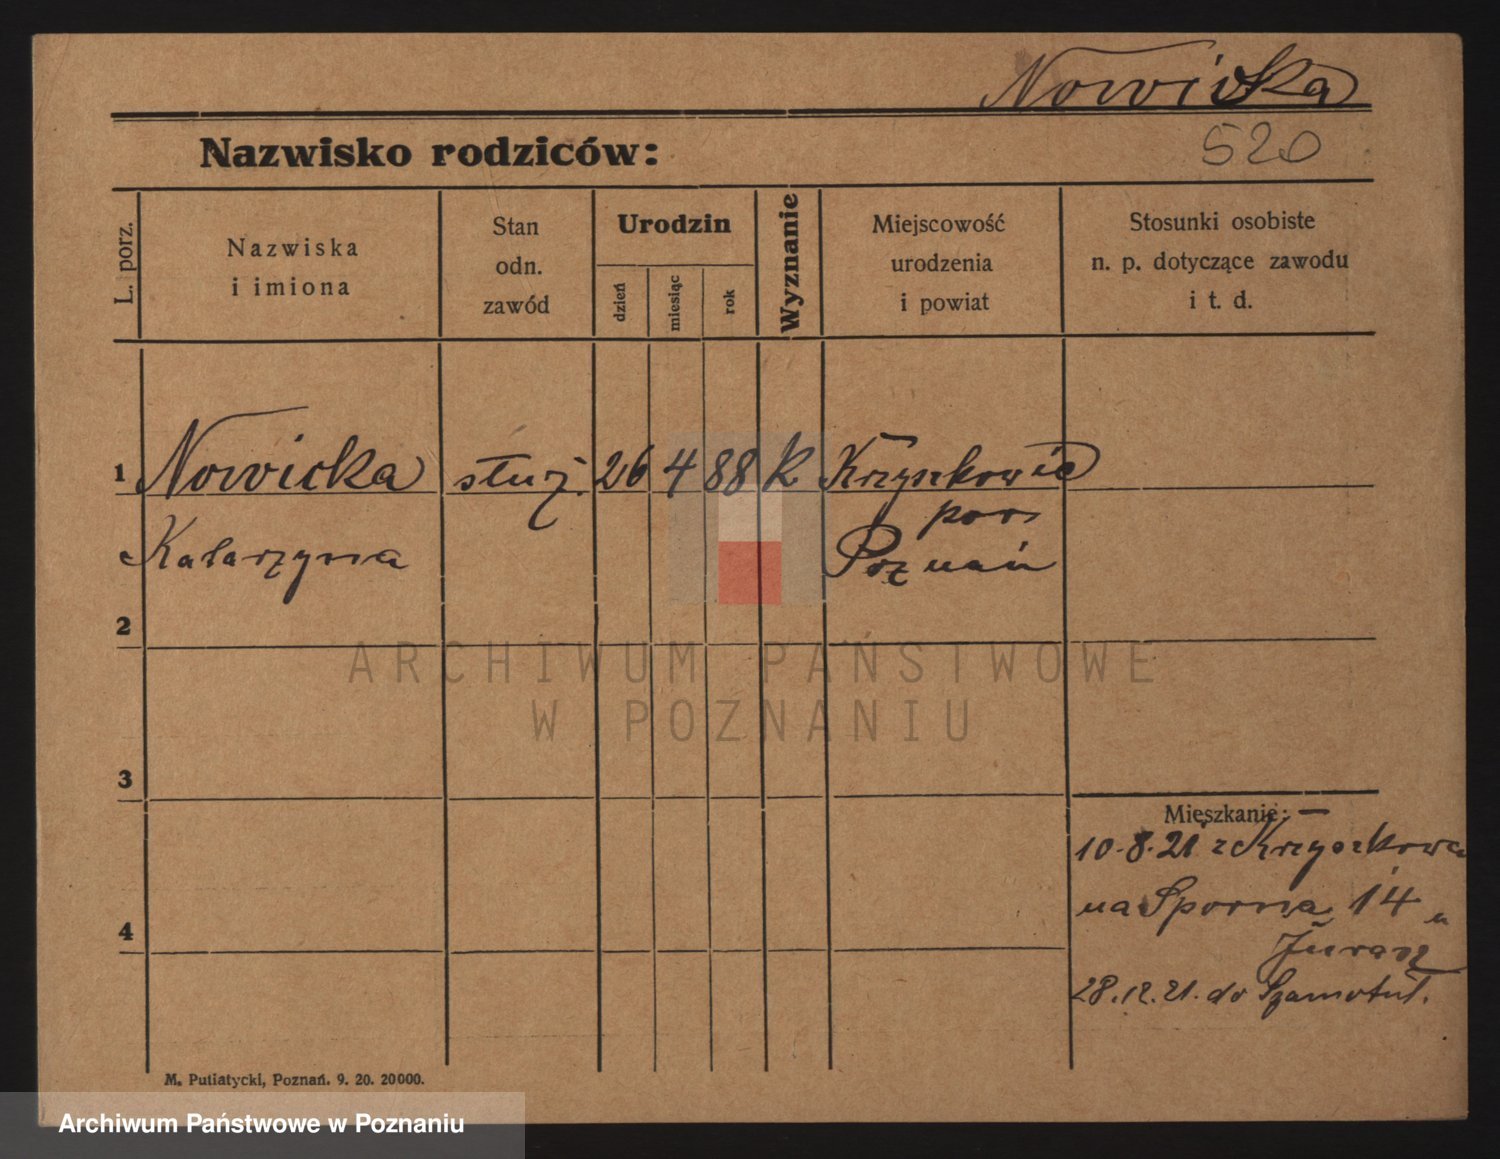 Nowicka
520
Nazwisko rodziców:
L. porz.
Nazwiska
i imiona
Stan
odn.
zawód
Urodzin
dzień
miesiąc
rok
Wyznanie
Miejscowość
urodzenia
i powiat
Stosunki osobiste
n. p. dotyczące zawodu
i t. d.
1 Nowicka służ. 26 4 88 K Krzyszkowie
pow
Katarzyna Poznań
2
ARCHIWUM PAŃSTWOWE
W POZNANIU
3
Mieszkanie:
10.8.21 z Krzyszkowa
na Sporna 14 u
Jurasz
4
28.12.21. do Szamotuł.
M. Putiatycki, Poznań. 9. 20. 20000.
Archiwum Państwowe w Poznaniu